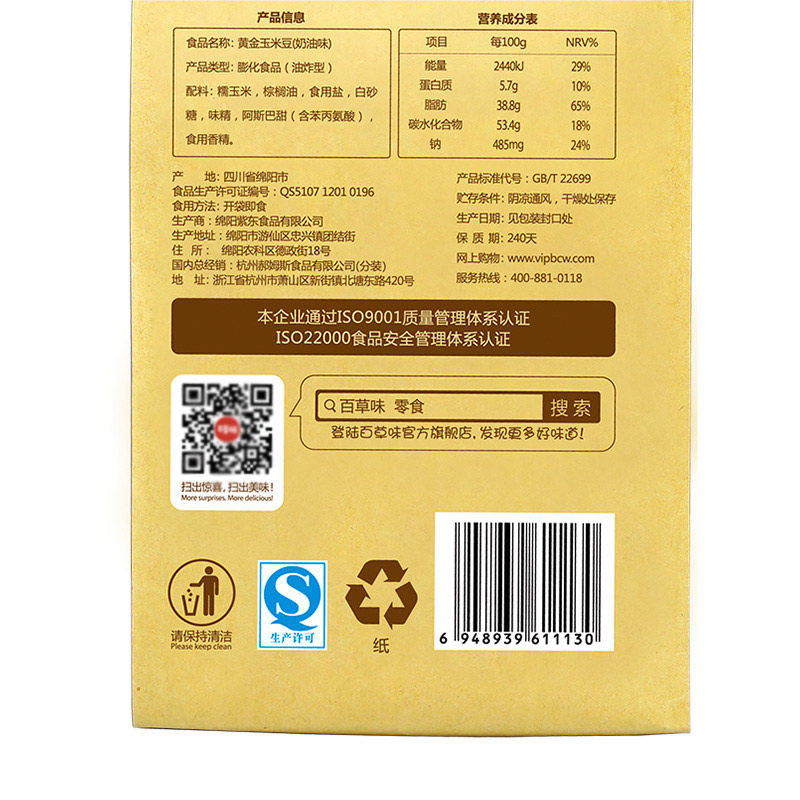 产品信息
食品名称: 黄金玉米豆(奶油味)
产品类型: 膨化食品 (油炸型)
配料: 糯玉米，棕榈油，食用盐，白砂
糖，味精，阿斯巴甜（含苯丙氨酸），
食用香精。
营养成分表
项目 每100g NRV%
能量 2440kJ 29%
蛋白质 5.7g 10%
脂肪 38.8g 65%
碳水化合物 53.4g 18%
钠 485mg 24%
产 地: 四川省绵阳市
食品生产许可证编号: QS5107 1201 0196
食用方法: 开袋即食
生产商: 绵阳紫东食品有限公司
生产地址: 绵阳市游仙区忠兴镇团结街
住 所: 绵阳农科区德政街18号
国内总经销: 杭州郝姆斯食品有限公司(分装)
地 址: 浙江省杭州市萧山区新街镇北塘东路420号
产品标准代号: GB/T 22699
贮存条件: 阴凉通风，干燥处保存
生产日期: 见包装封口处
保 质 期: 240天
网上购物: www.vipbcw.com
服务热线: 400-881-0118
本企业通过ISO9001质量管理体系认证
ISO22000食品安全管理体系认证
百草味 零食 搜索
登陆百草味官方旗舰店, 发现更多好味道!
扫出惊喜, 扫出美味!
More surprises. More delicious!
请保持清洁
Please keep clean
QS
生产许可
纸
6 948939 611130